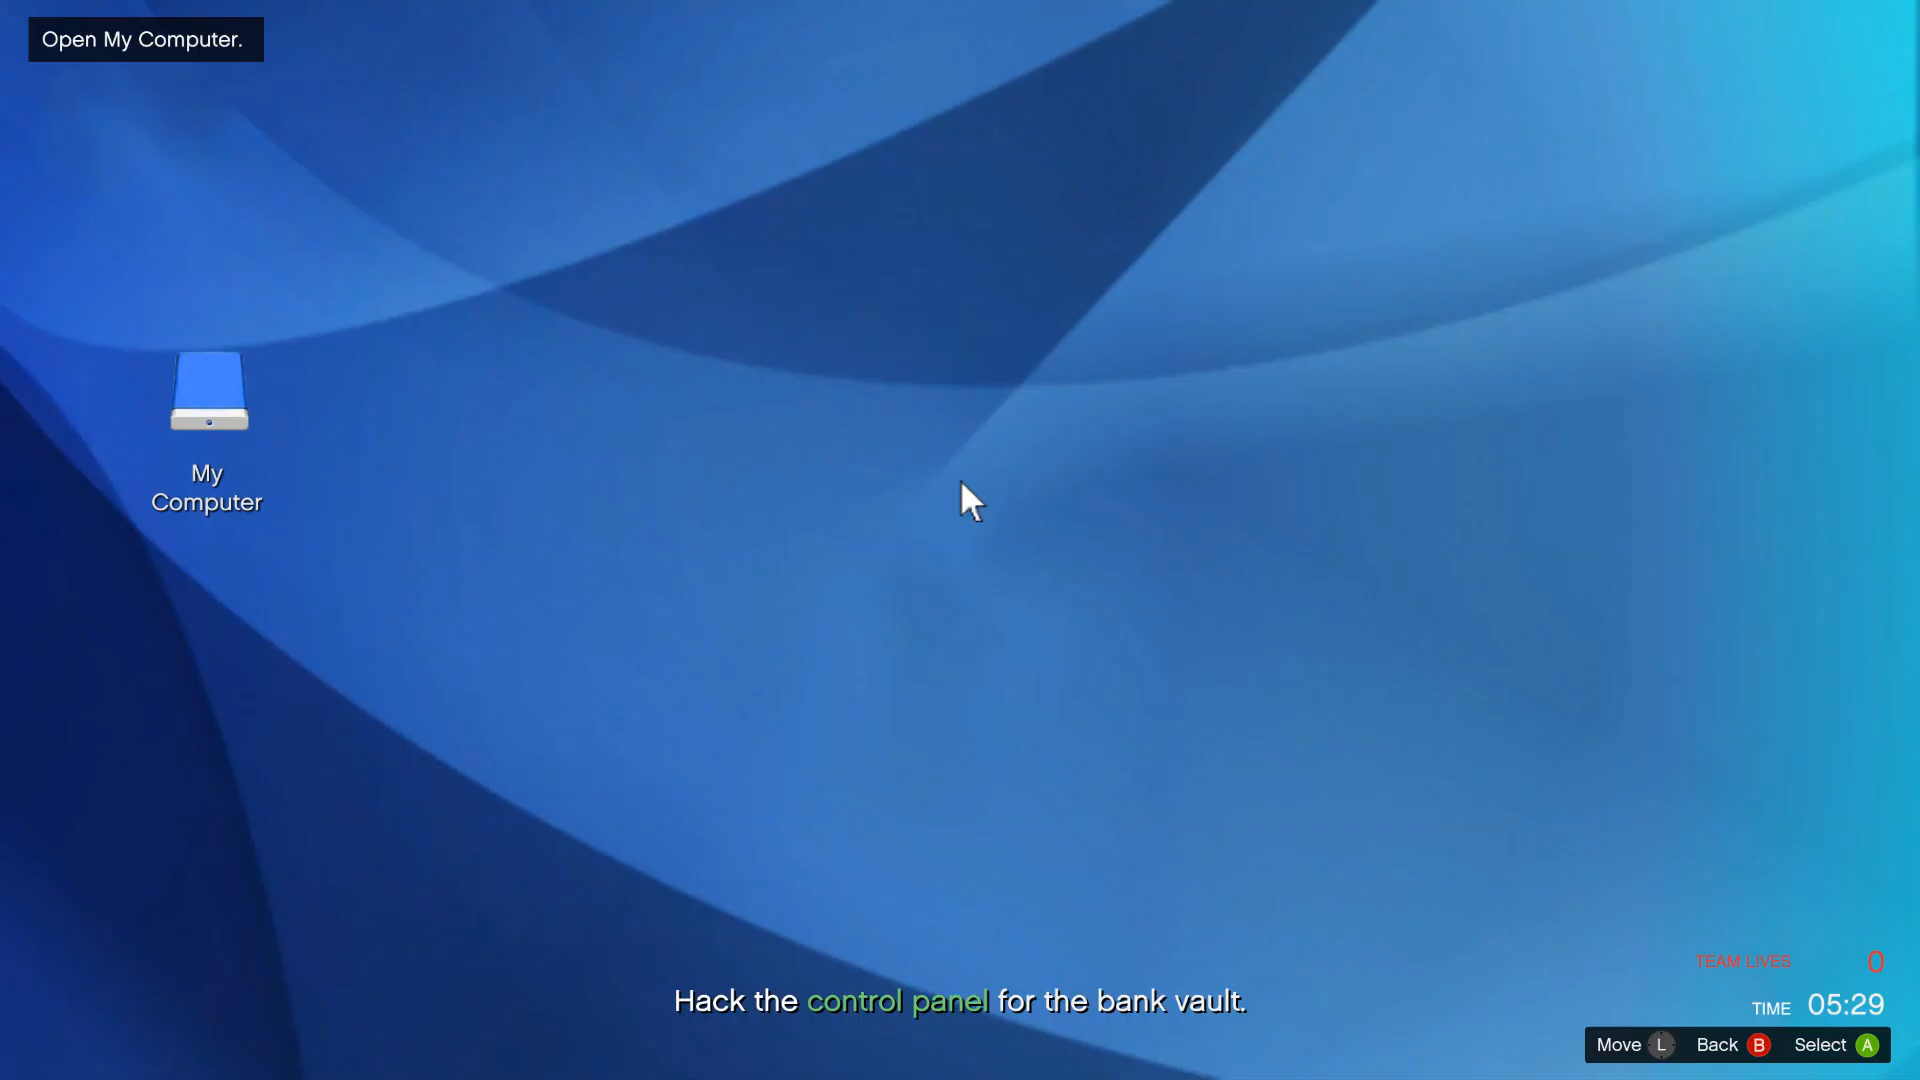 Open My Computer.
My
Computer
Hack the control panel for the bank vault.
TEAM LIVES 0
TIME 05:29
Move L Back B Select A